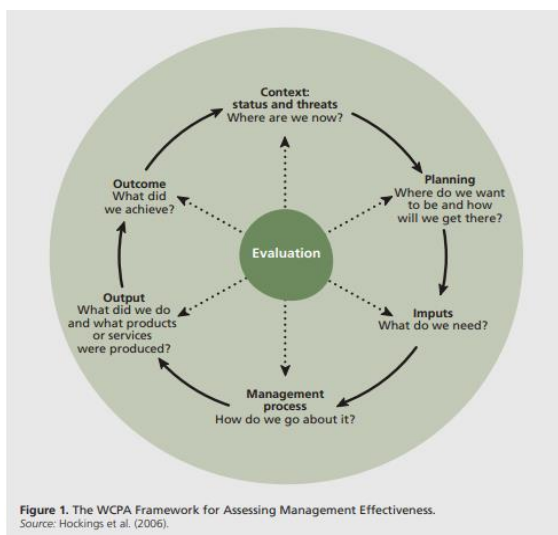 Context:
status and threats
Where are we now?
Planning
Where do we want
to be and how
will we get there?
Imputs
What do we need?
Management
process
How do we go about it?
Output
What did we do
and what products
or services
were produced?
Outcome
What did
we achieve?
Evaluation
Figure 1. The WCPA Framework for Assessing Management Effectiveness.
Source: Hockings et al. (2006).